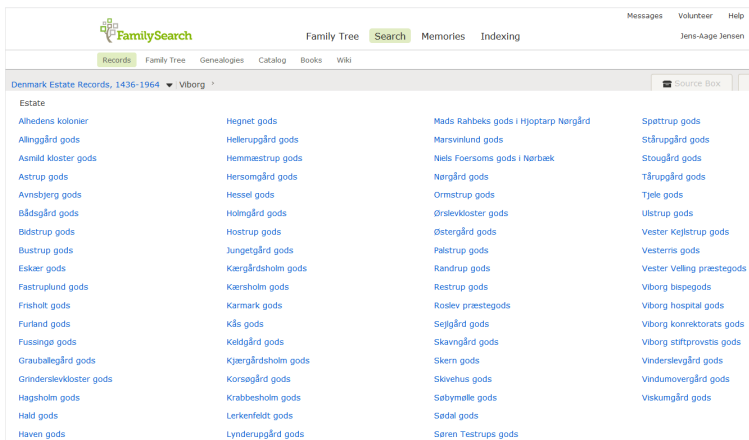 Messages Volunteer Help
FamilySearch
Family Tree Search Memories Indexing
Jens-Aage Jensen
Records Family Tree Genealogies Catalog Books Wiki
Denmark Estate Records, 1436-1964 Viborg
Source Box
Estate
Alhedens kolonier
Allinggård gods
Asmild kloster gods
Astrup gods
Avnsbjerg gods
Bådsgård gods
Bidstrup gods
Bustrup gods
Eskær gods
Fastruplund gods
Frisholt gods
Furland gods
Fussingø gods
Grauballegård gods
Grinderslevkloster gods
Hagsholm gods
Hald gods
Haven gods
Hegnet gods
Hellerupgård gods
Hemmæstrup gods
Hersomgård gods
Hessel gods
Holmgård gods
Hostrup gods
Jungetgård gods
Kærgårdsholm gods
Kærsholm gods
Karmark gods
Kås gods
Keldgård gods
Kjærgårdsholm gods
Korsøgård gods
Krabbesholm gods
Lerkenfeldt gods
Lynderupgård gods
Mads Rahbeks gods i Hjoptarp Nørgård
Marsvinlund gods
Niels Foersoms gods i Nørbæk
Nørgård gods
Ormstrup gods
Ørslevkloster gods
Østergård gods
Palstrup gods
Randrup gods
Restrup gods
Roslev præstegods
Sejlgård gods
Skavngård gods
Skern gods
Skivehus gods
Søbymølle gods
Sødal gods
Søren Testrups gods
Spøttrup gods
Stårupgård gods
Stougård gods
Tårupgård gods
Tjele gods
Ulstrup gods
Vester Kejlstrup gods
Vesterris gods
Vester Velling præstegods
Viborg bispegods
Viborg hospital gods
Viborg konrektorats gods
Viborg stiftprovstis gods
Vinderslevgård gods
Vindumovergård gods
Viskumgård gods